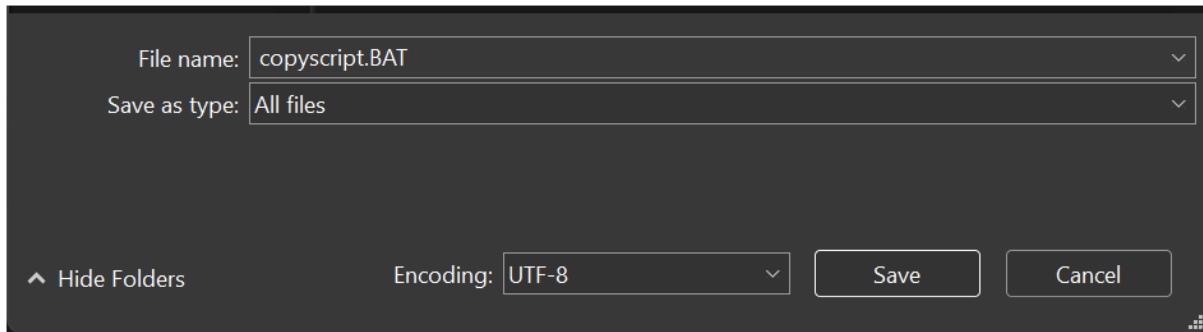 File name: copyscript.BAT
Save as type: All files
Hide Folders Encoding: UTF-8 Save Cancel